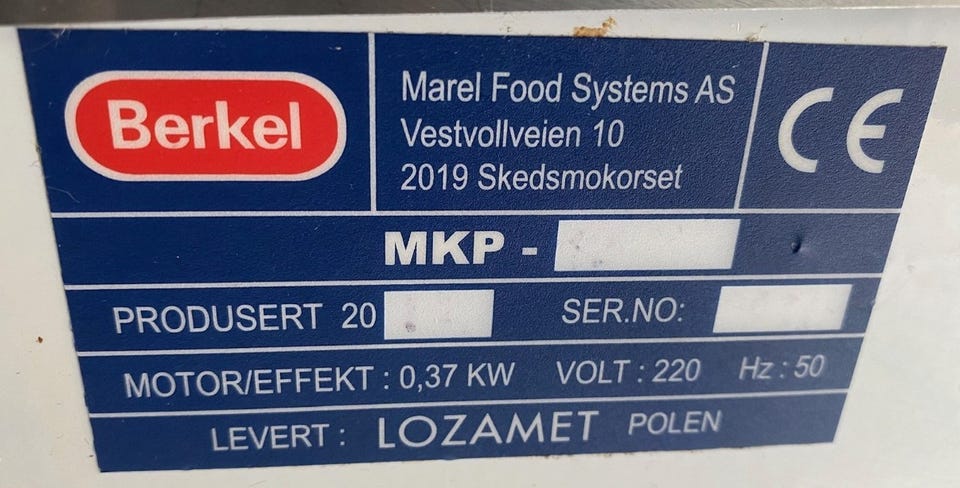 Berkel
Marel Food Systems AS
Vestvollveien 10
2019 Skedsmokorset
CE
MKP -
PRODUSERT 20
SER.NO:
MOTOR/EFFEKT : 0,37 KW VOLT : 220 Hz : 50
LEVERT : LOZAMET POLEN